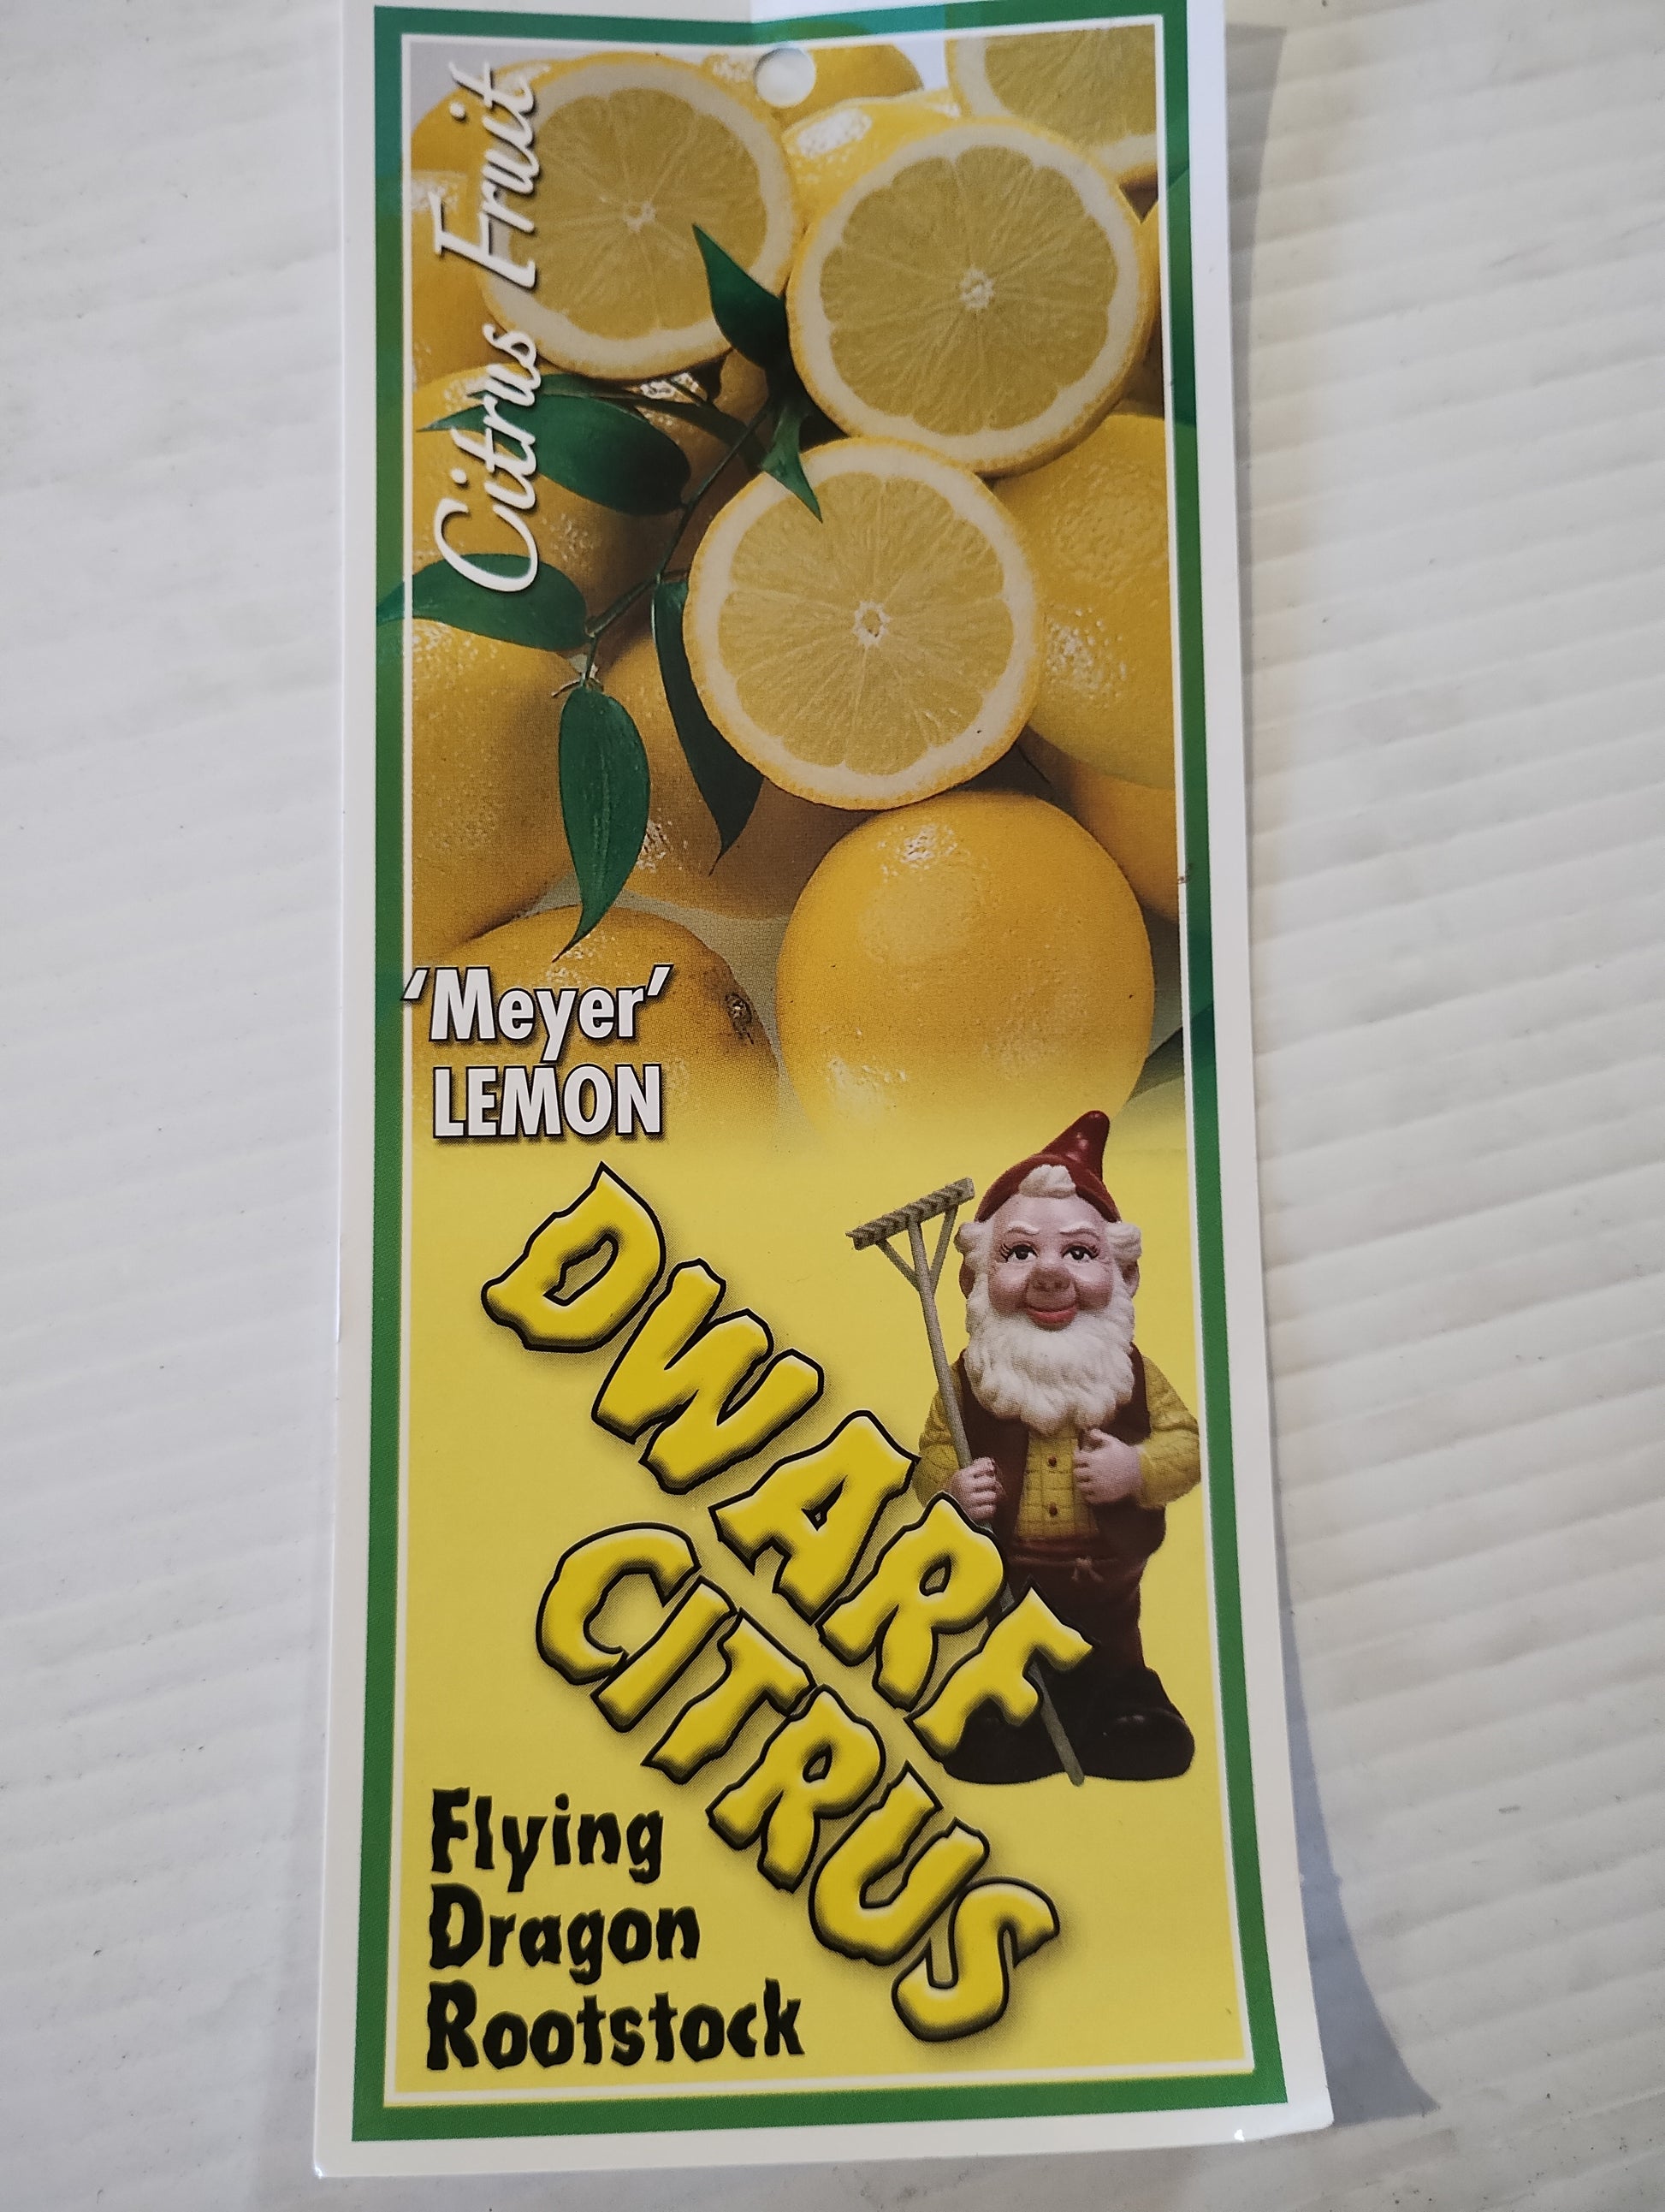 Citrus Fruit
'Meyer'
LEMON
DWARF
CITRUS
Flying
Dragon
Rootstock